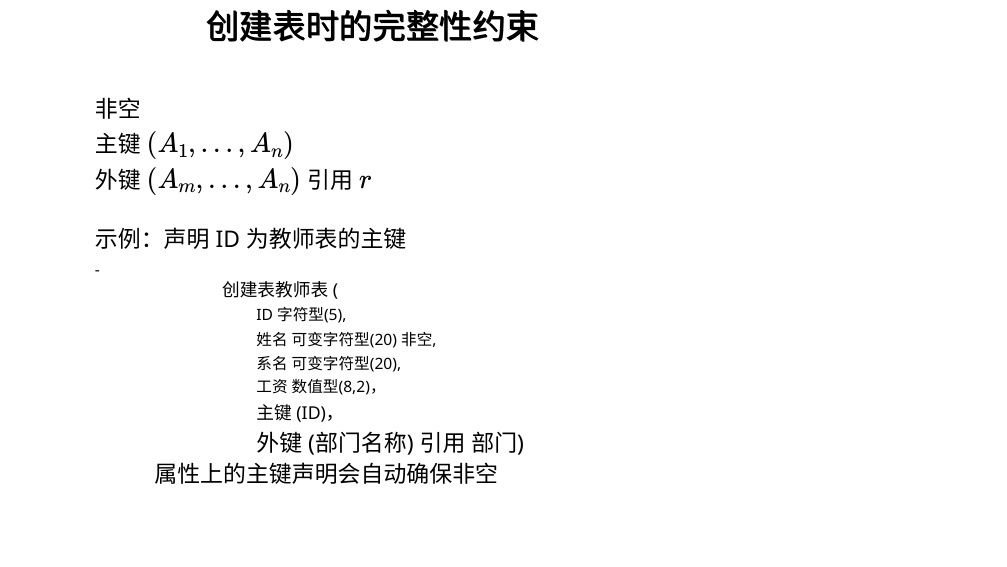 创建表时的完整性约束
非空
主键 (A₁, . . . , Aₙ)
外键 (Aₘ, . . . , Aₙ) 引用 r
示例：声明 ID 为教师表的主键
-
创建表教师表 (
ID 字符型(5),
姓名 可变字符型(20) 非空,
系名 可变字符型(20),
工资 数值型(8,2)，
主键 (ID)，
外键 (部门名称) 引用 部门)
属性上的主键声明会自动确保非空